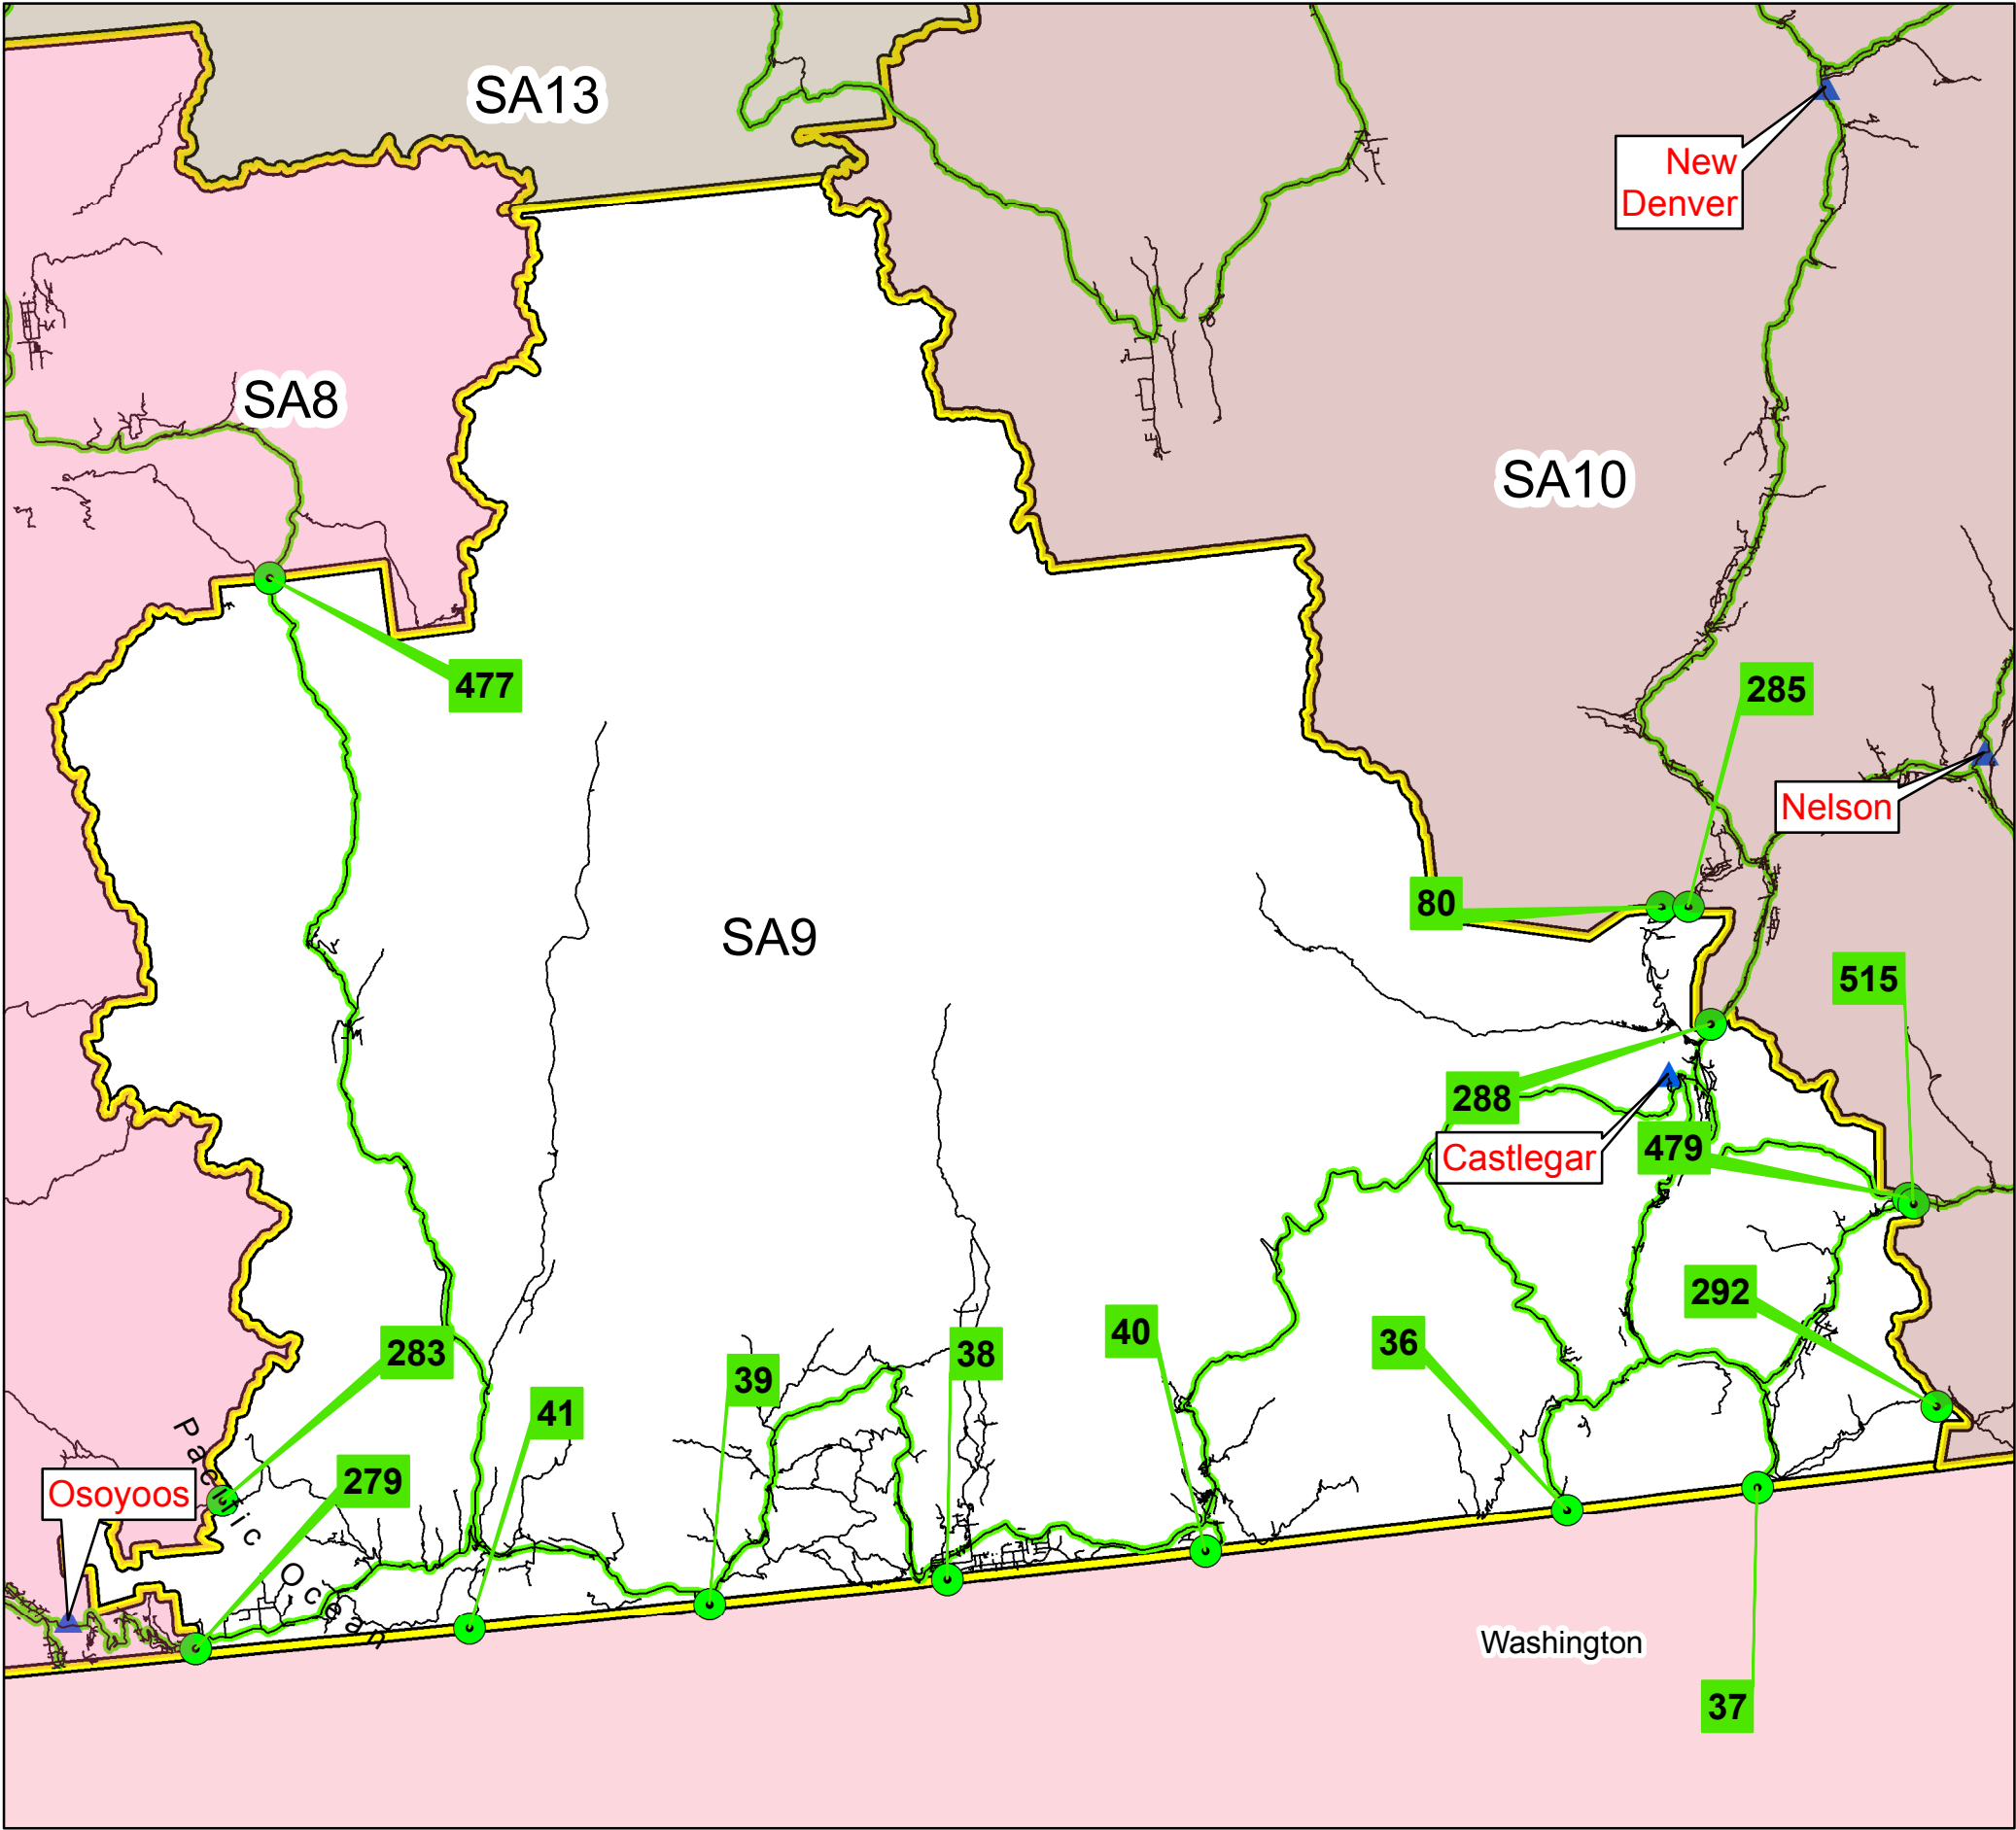 SA13
New
Denver
SA8
SA10
477
285
Nelson
80
SA9
515
288
479
Castlegar
292
40
36
38
283
39
41
279
Osoyoos
Pacific Ocean
Washington
37